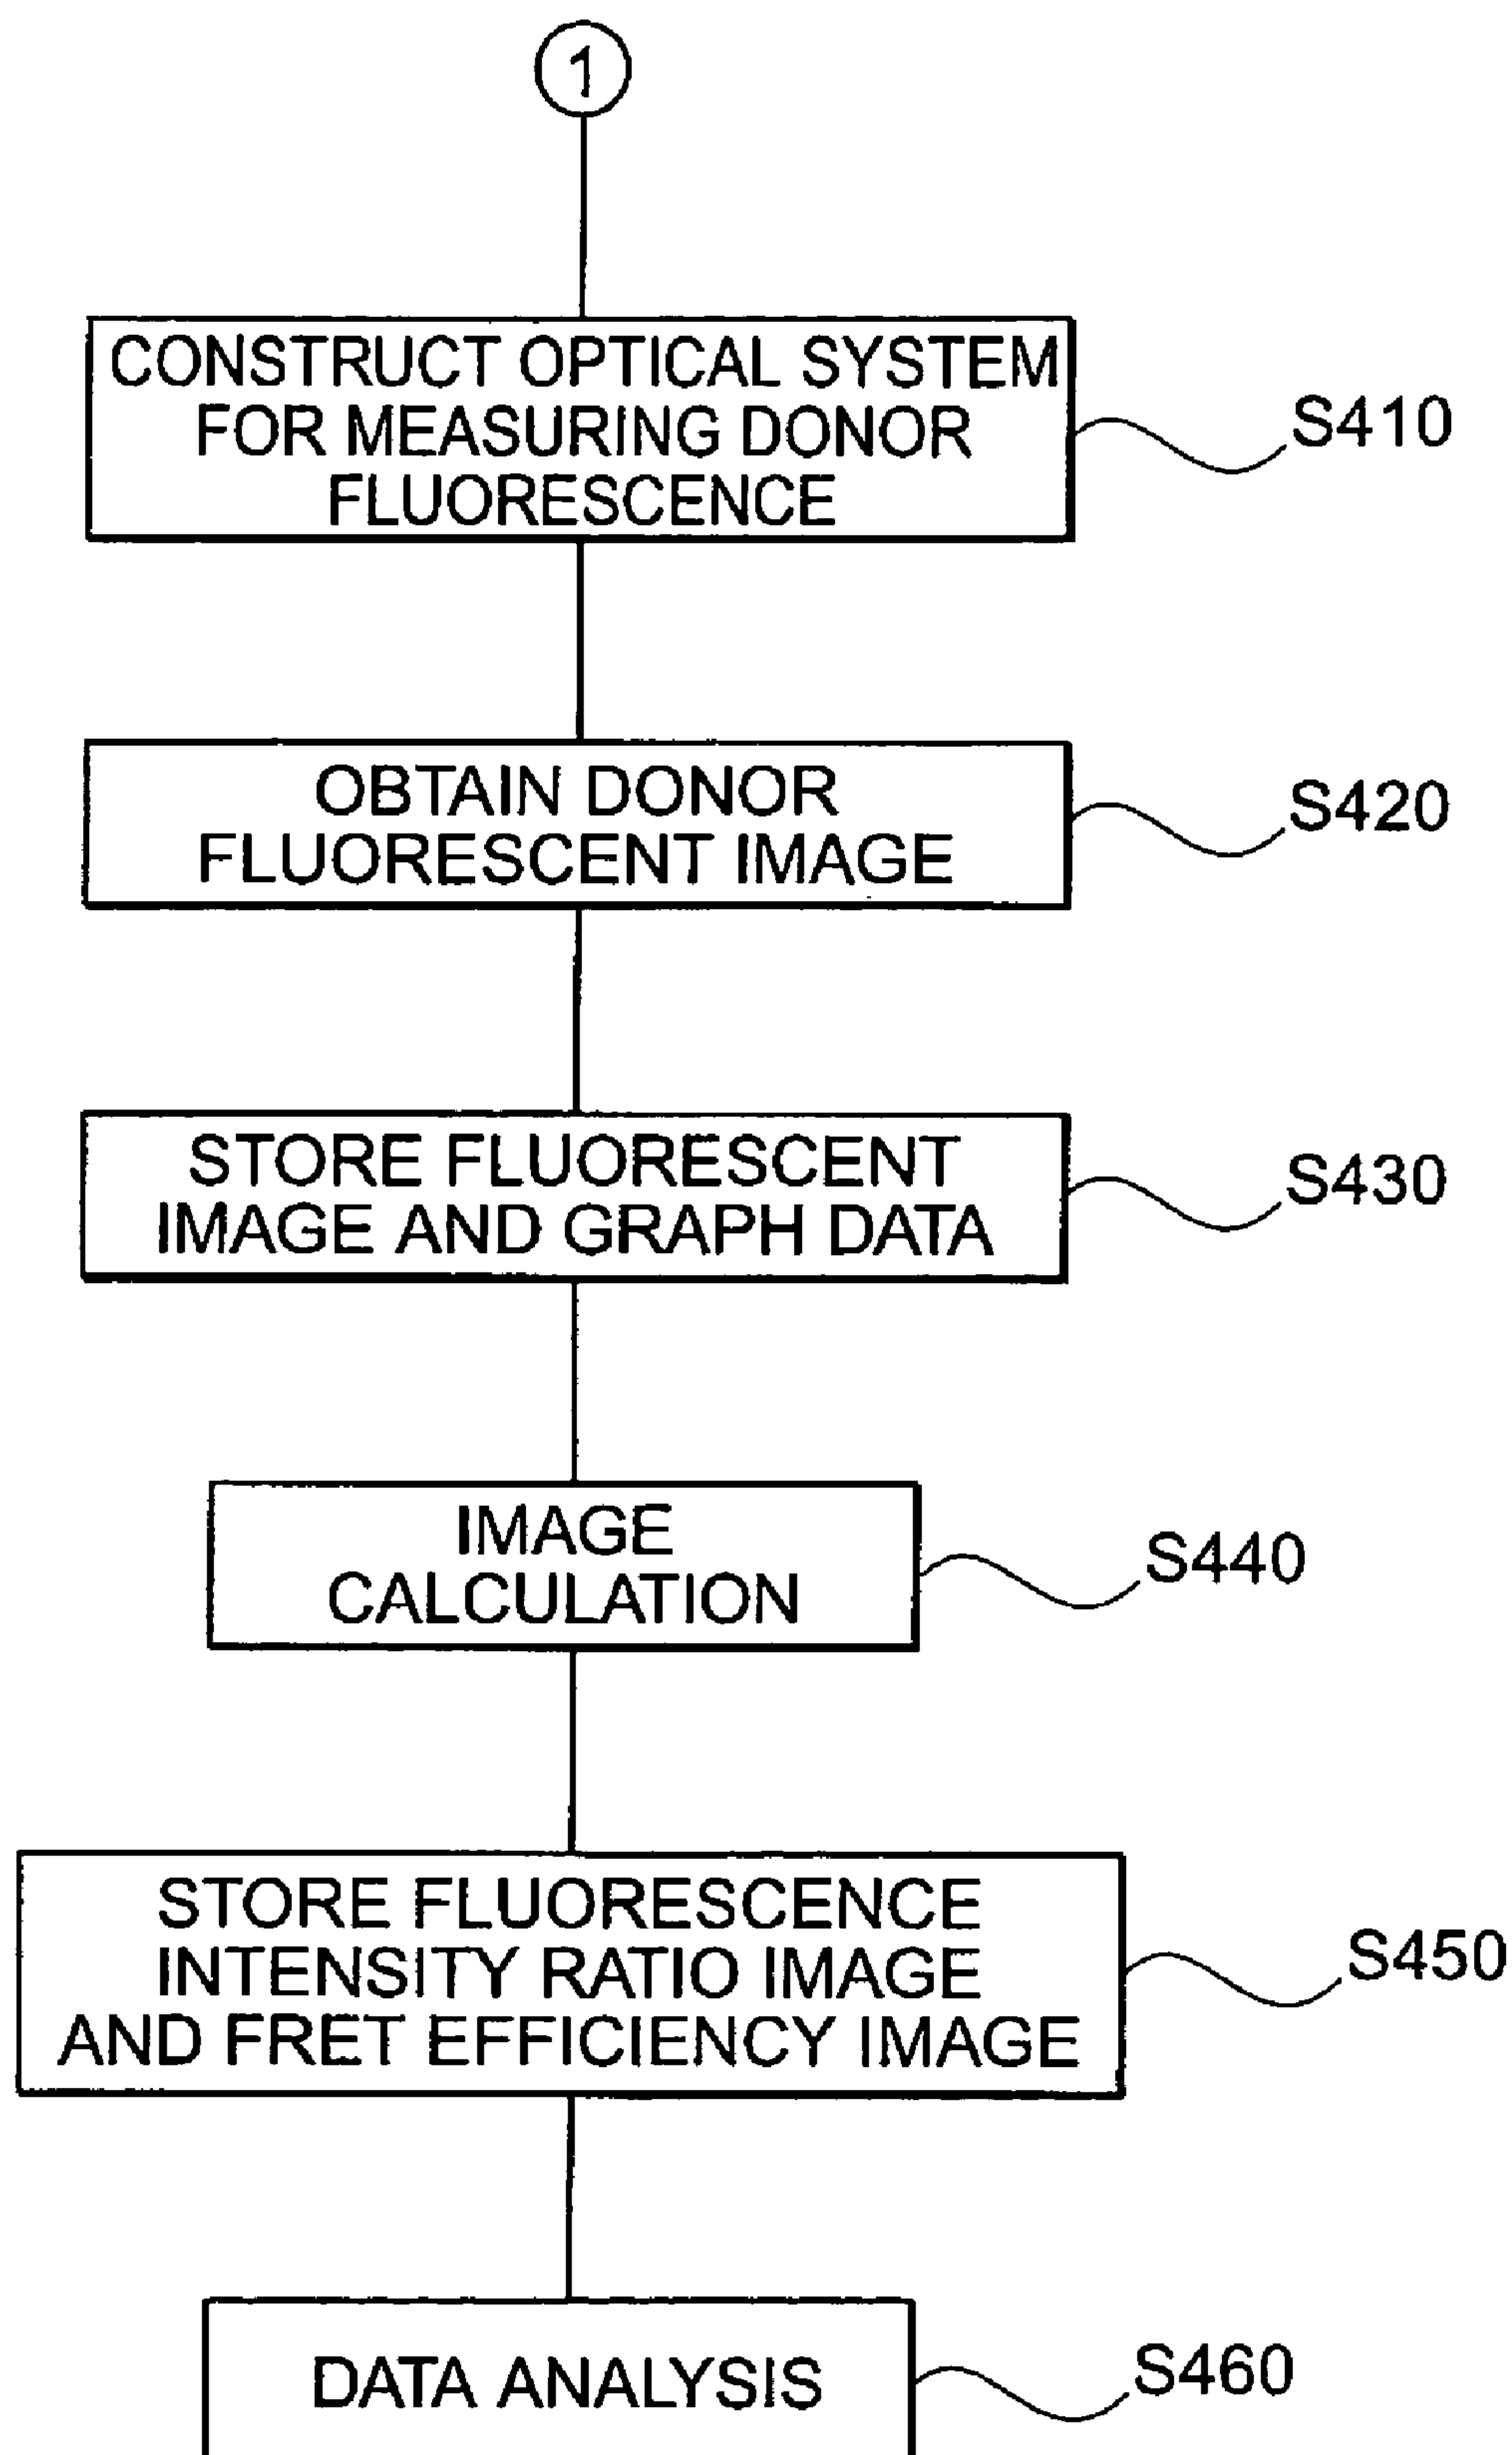 1
CONSTRUCT OPTICAL SYSTEM
FOR MEASURING DONOR
FLUORESCENCE
S410
OBTAIN DONOR
FLUORESCENT IMAGE
S420
STORE FLUORESCENT
IMAGE AND GRAPH DATA
S430
IMAGE
CALCULATION
S440
STORE FLUORESCENCE
INTENSITY RATIO IMAGE
AND FRET EFFICIENCY IMAGE
S450
DATA ANALYSIS
S460